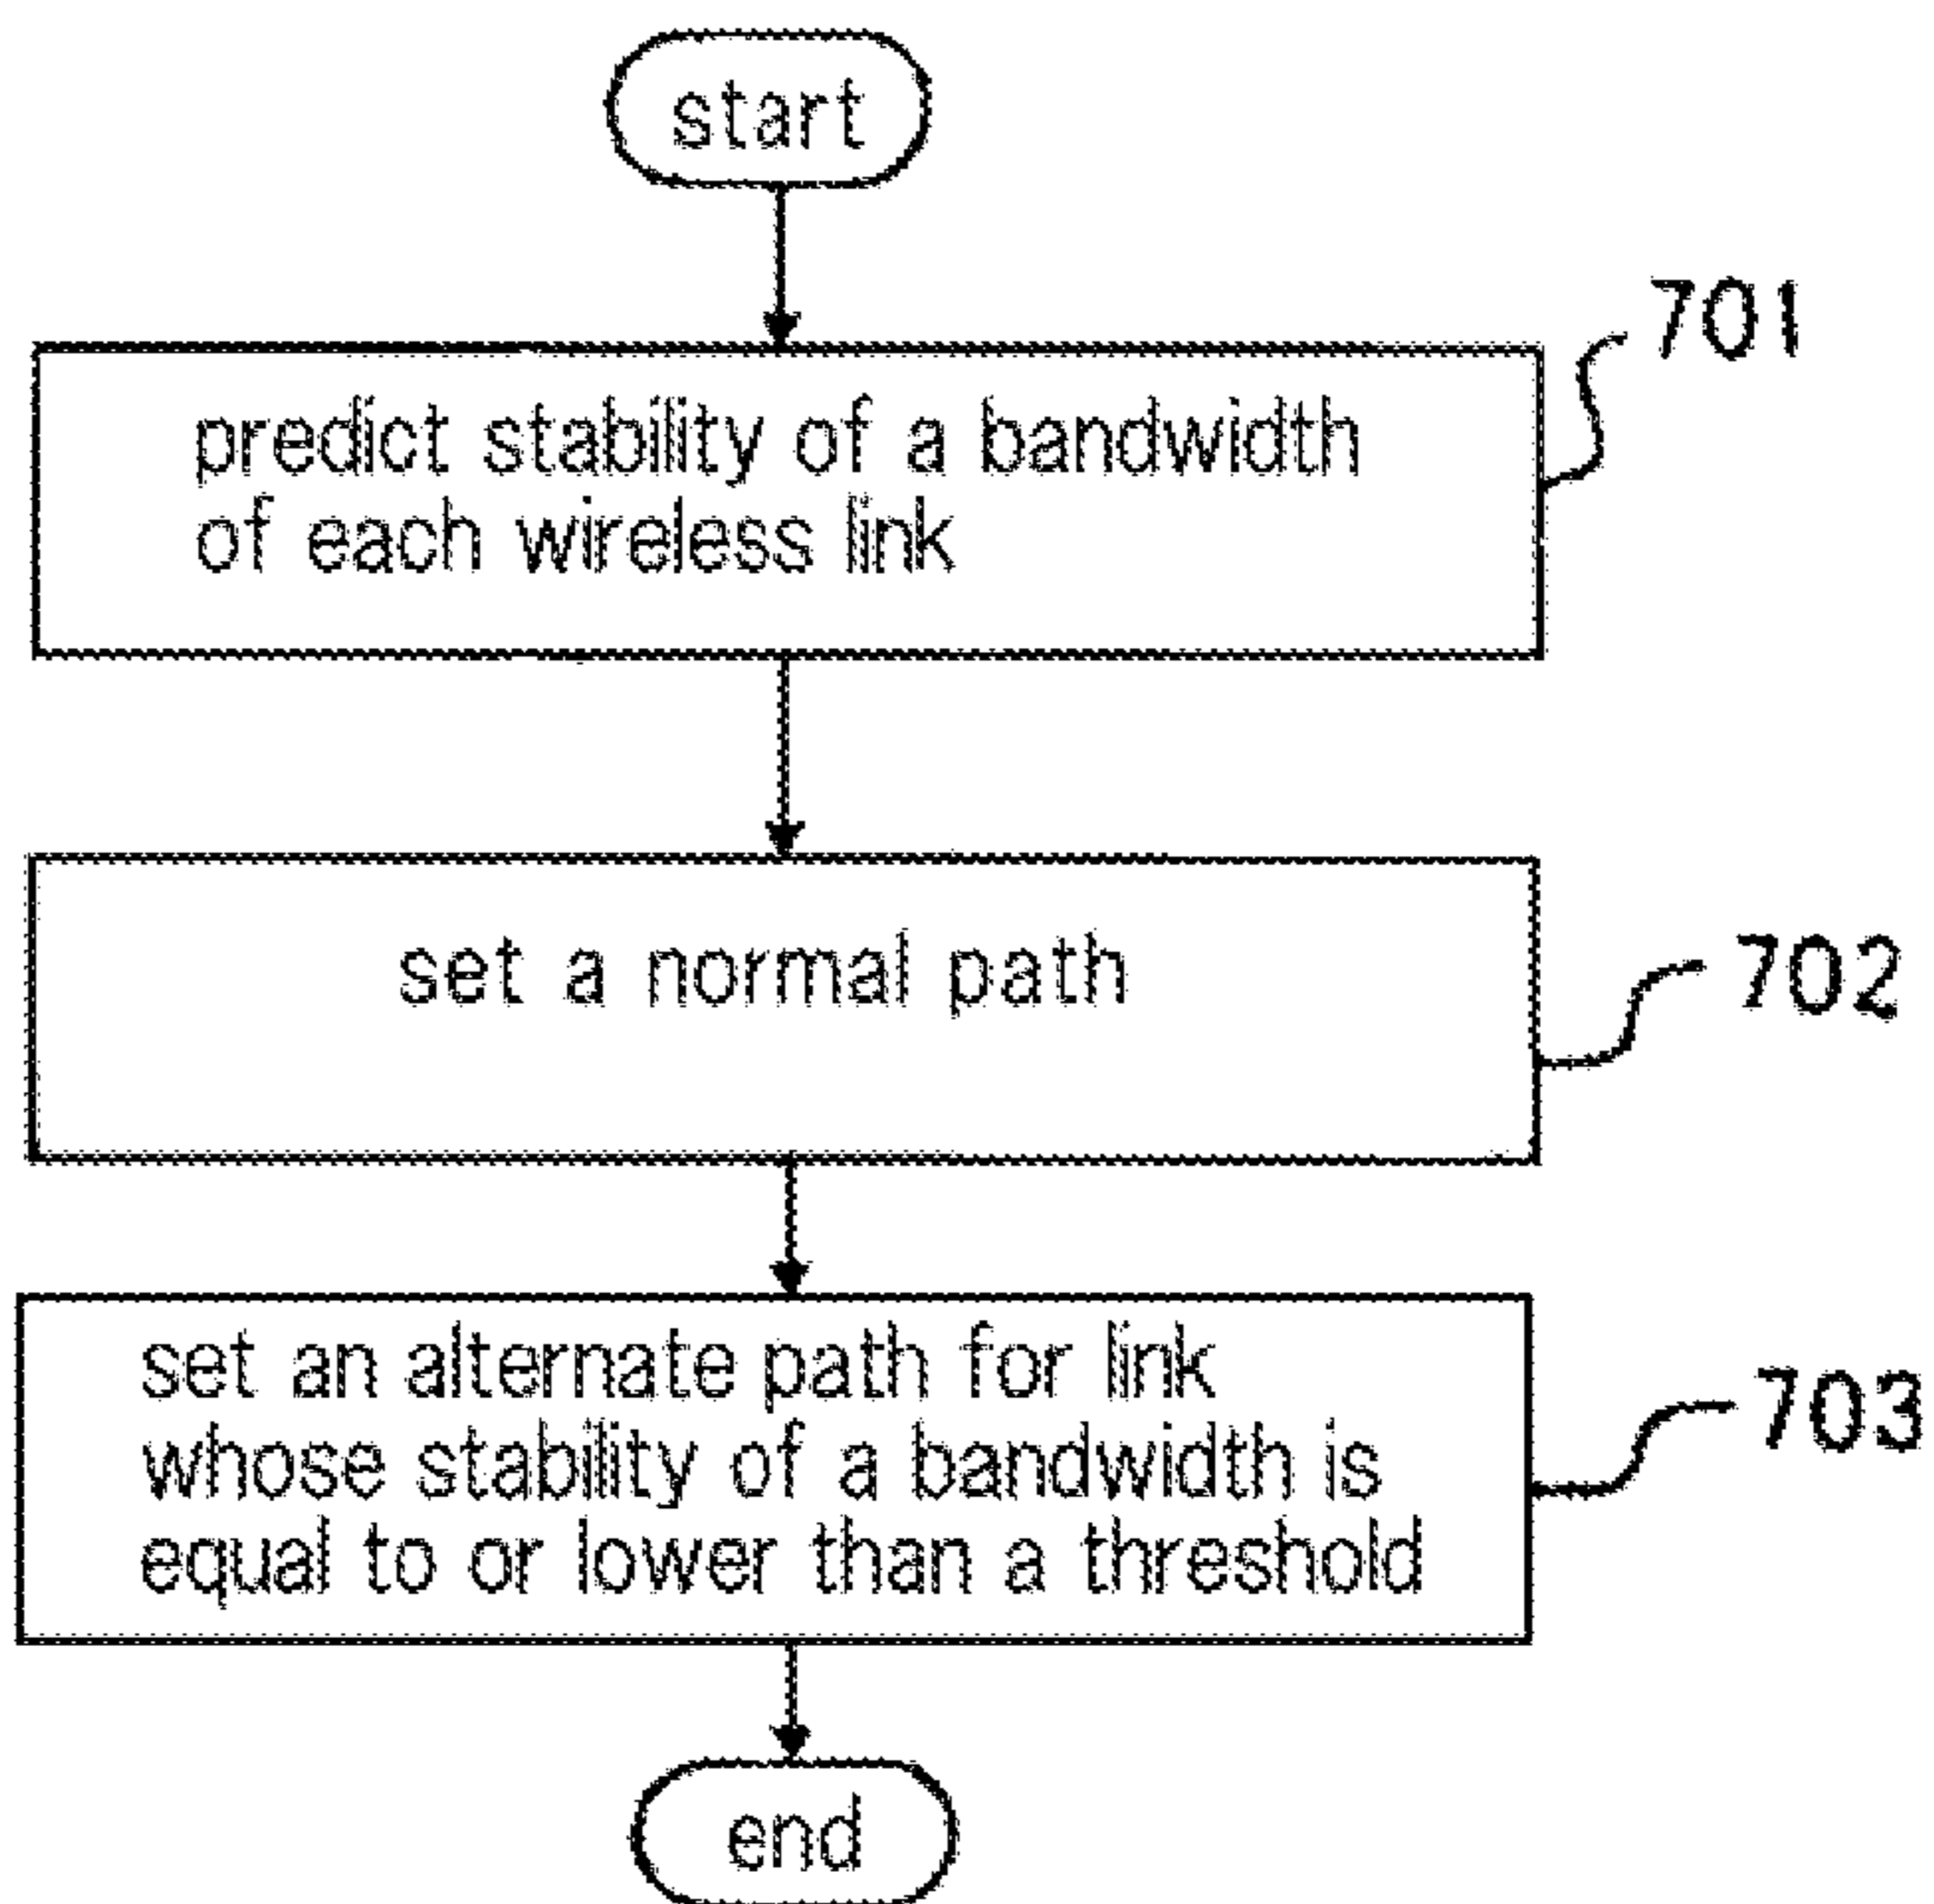 start
701
predict stability of a bandwidth
of each wireless link
set a normal path
702
set an alternate path for link
whose stability of a bandwidth is
equal to or lower than a threshold
703
end